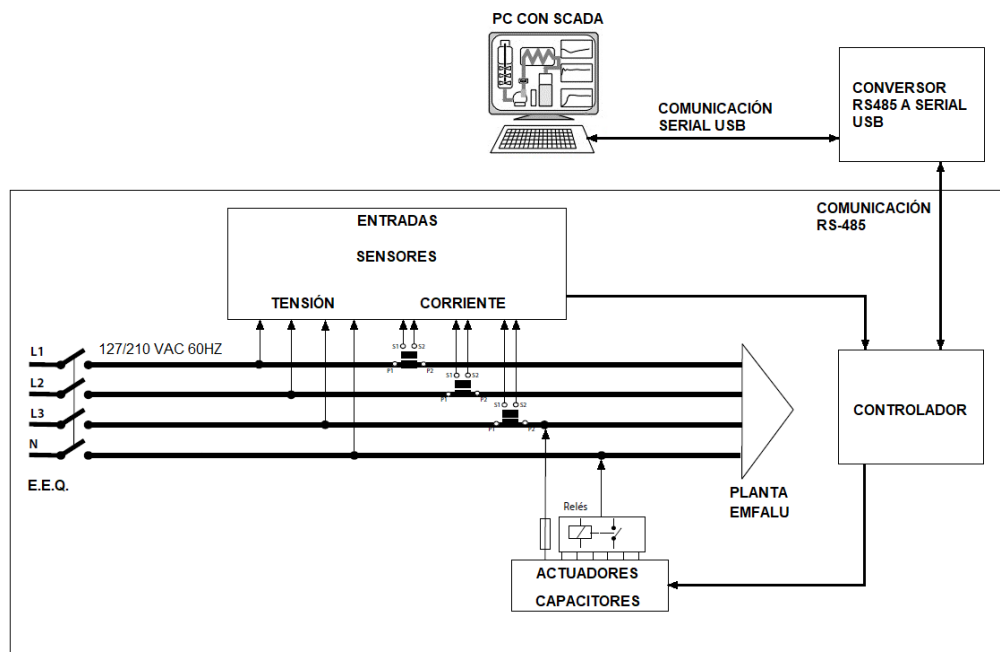 PC CON SCADA
CONVERSOR
RS485 A SERIAL
USB
COMUNICACIÓN
SERIAL USB
COMUNICACIÓN
RS-485
ENTRADAS
SENSORES
TENSIÓN
CORRIENTE
L1
127/210 VAC 60HZ
S1
S2
P1
P2
L2
S1
S2
P1
P2
L3
S1
S2
P1
P2
N
E.E.Q.
CONTROLADOR
PLANTA
EMFALU
Relés
ACTUADORES
CAPACITORES